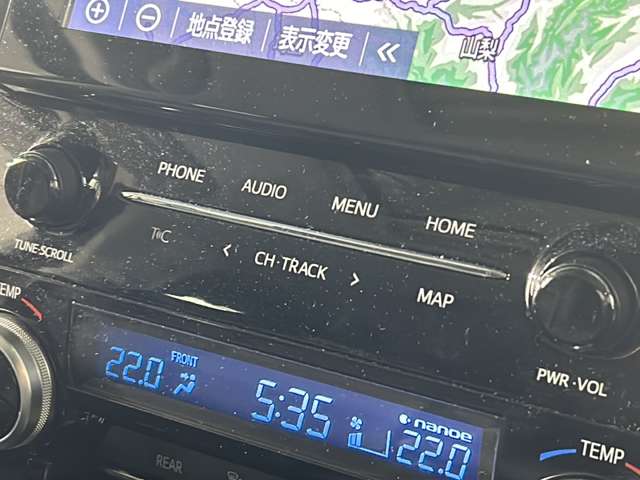 地点登録 表示変更 «
山梨
PHONE AUDIO MENU HOME
TUNE·SCROLL
T C
< CH·TRACK >
MAP
PWR·VOL
TEMP
22.0 FRONT 5:35 nanoe 22.0
TEMP
REAR